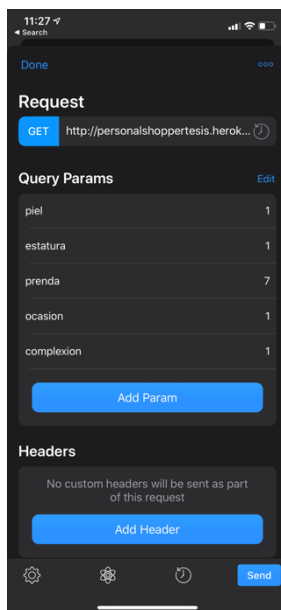 11:27
Search
Done
Request
GET http://personalshoppertesis.herok...
Query Params Edit
piel 1
estatura 1
prenda 7
ocasion 1
complexion 1
Add Param
Headers
No custom headers will be sent as part
of this request
Add Header
Send